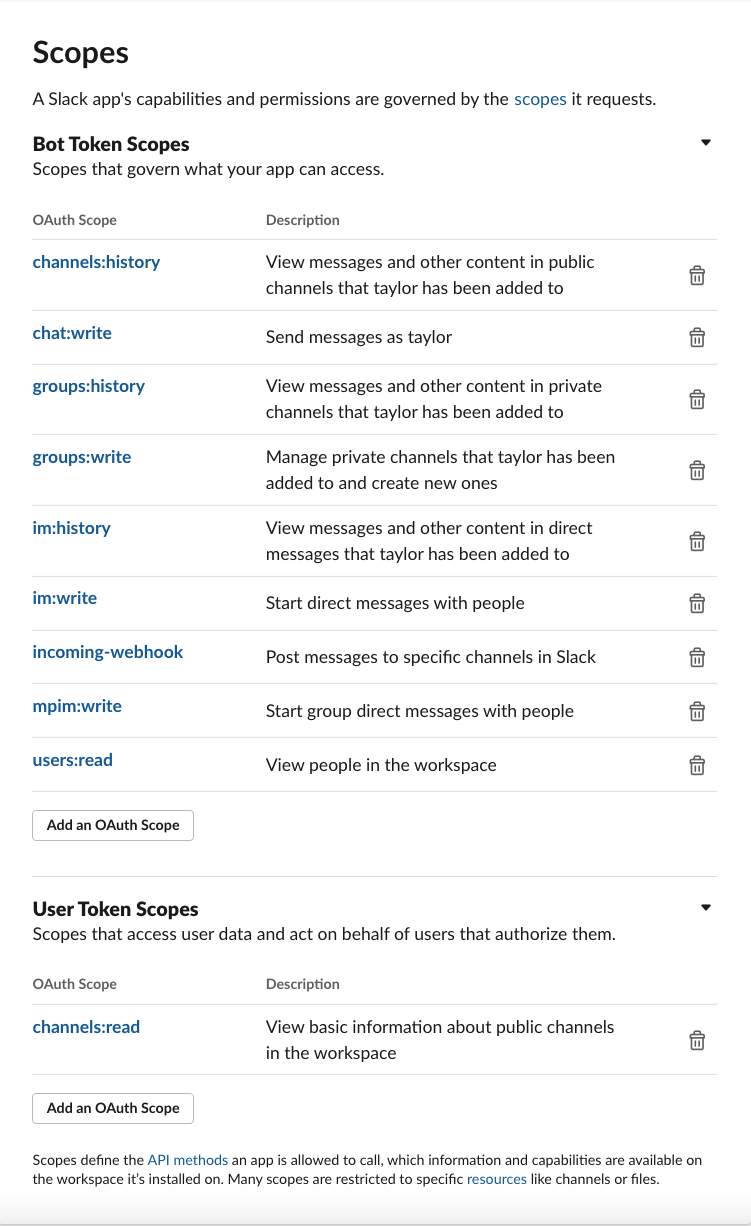 Scopes
A Slack app's capabilities and permissions are governed by the scopes it requests.
Bot Token Scopes
Scopes that govern what your app can access.
OAuth Scope Description
channels:history View messages and other content in public
channels that taylor has been added to
chat:write Send messages as taylor
groups:history View messages and other content in private
channels that taylor has been added to
groups:write Manage private channels that taylor has been
added to and create new ones
im:history View messages and other content in direct
messages that taylor has been added to
im:write Start direct messages with people
incoming-webhook Post messages to specific channels in Slack
mpim:write Start group direct messages with people
users:read View people in the workspace
Add an OAuth Scope
User Token Scopes
Scopes that access user data and act on behalf of users that authorize them.
OAuth Scope Description
channels:read View basic information about public channels
in the workspace
Add an OAuth Scope
Scopes define the API methods an app is allowed to call, which information and capabilities are available on
the workspace it’s installed on. Many scopes are restricted to specific resources like channels or files.